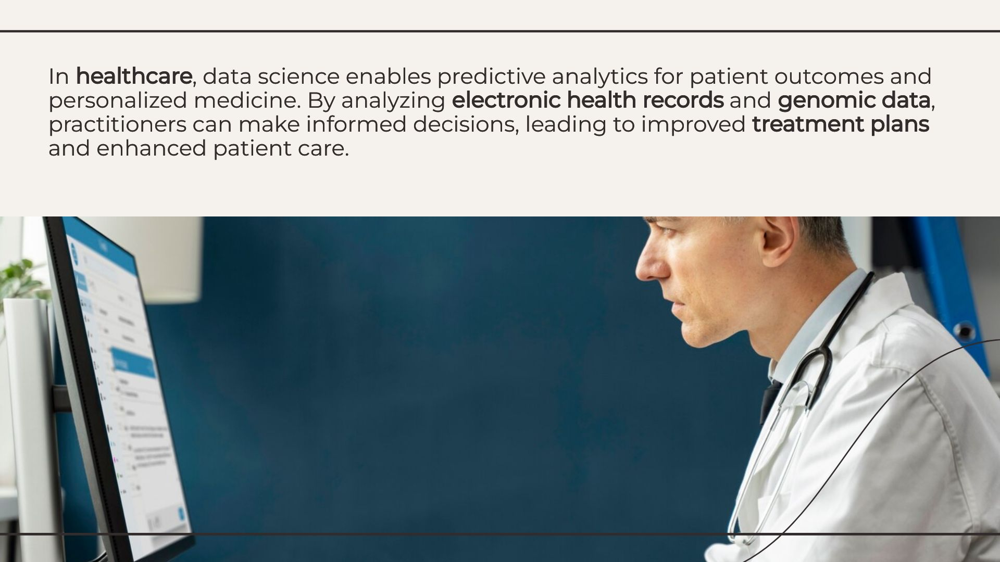 In healthcare, data science enables predictive analytics for patient outcomes and
personalized medicine. By analyzing electronic health records and genomic data,
practitioners can make informed decisions, leading to improved treatment plans
and enhanced patient care.